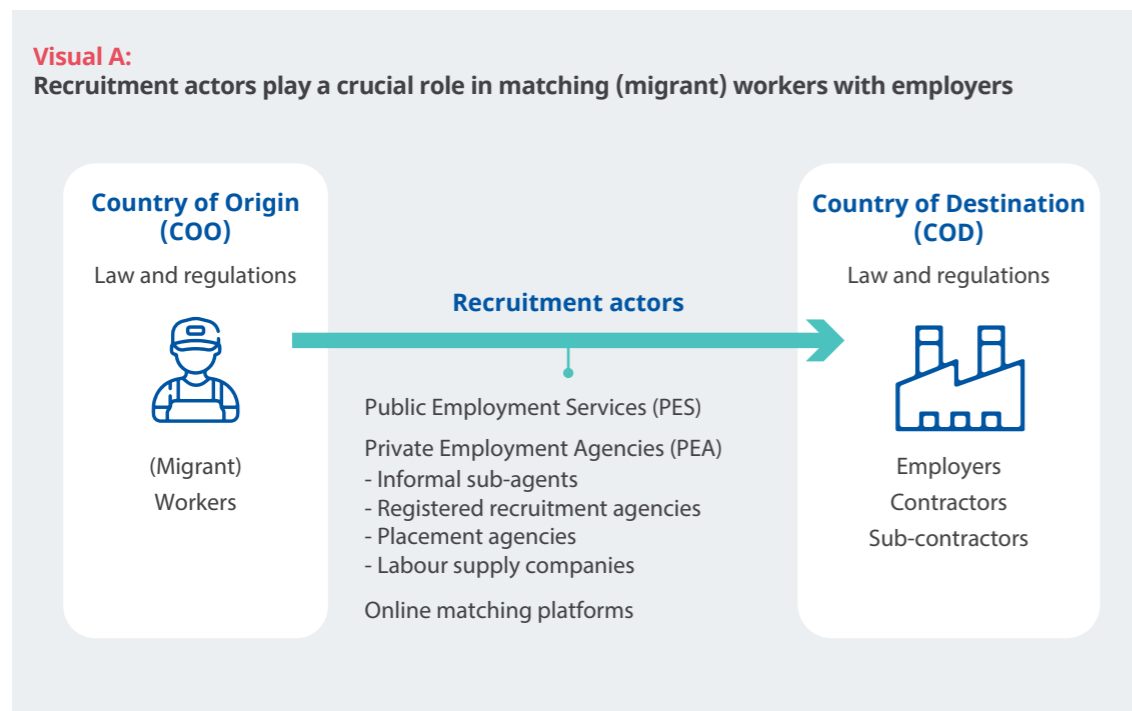 Visual A:
Recruitment actors play a crucial role in matching (migrant) workers with employers
Country of Origin
(COO)
Law and regulations
(Migrant)
Workers
Recruitment actors
Public Employment Services (PES)
Private Employment Agencies (PEA)
- Informal sub-agents
- Registered recruitment agencies
- Placement agencies
- Labour supply companies
Online matching platforms
Country of Destination
(COD)
Law and regulations
Employers
Contractors
Sub-contractors